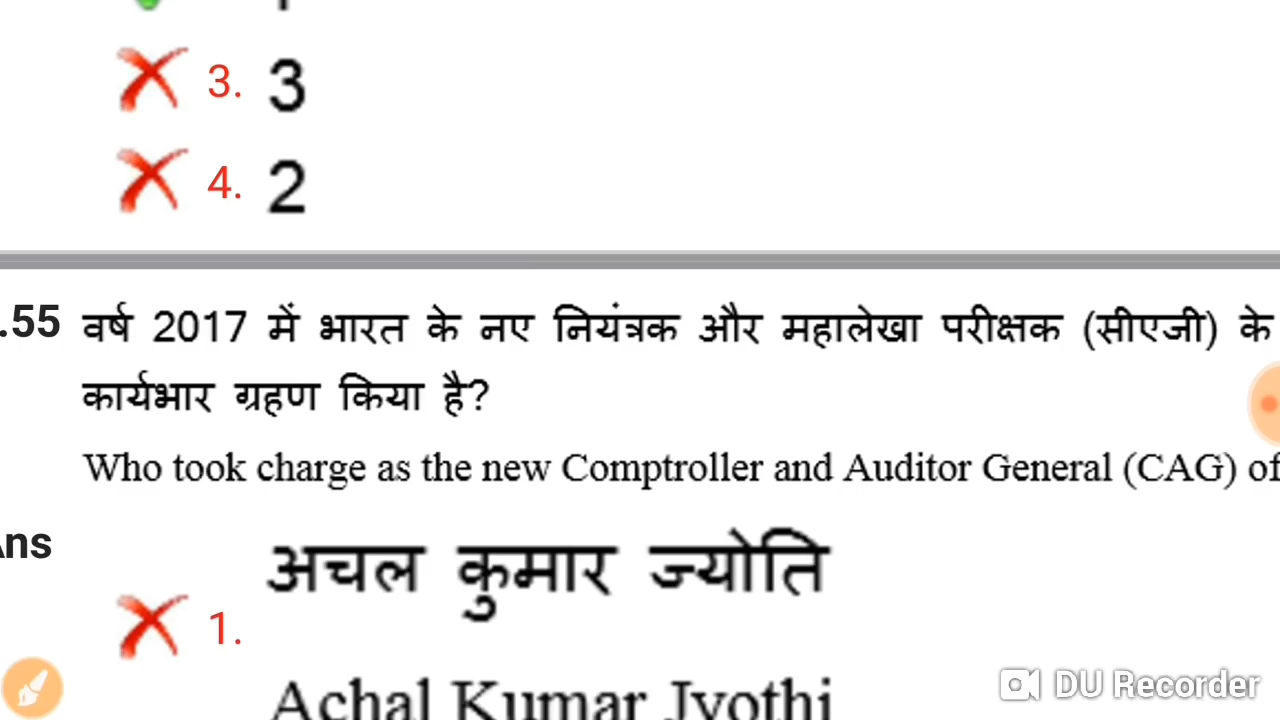 3. 3
4. 2
.55 वर्ष 2017 में भारत के नए नियंत्रक और महालेखा परीक्षक (सीएजी) के
कार्यभार ग्रहण किया है?
Who took charge as the new Comptroller and Auditor General (CAG) of
Ans
अचल कुमार ज्योति
1.
Achal Kumar Jyothi
DU Recorder